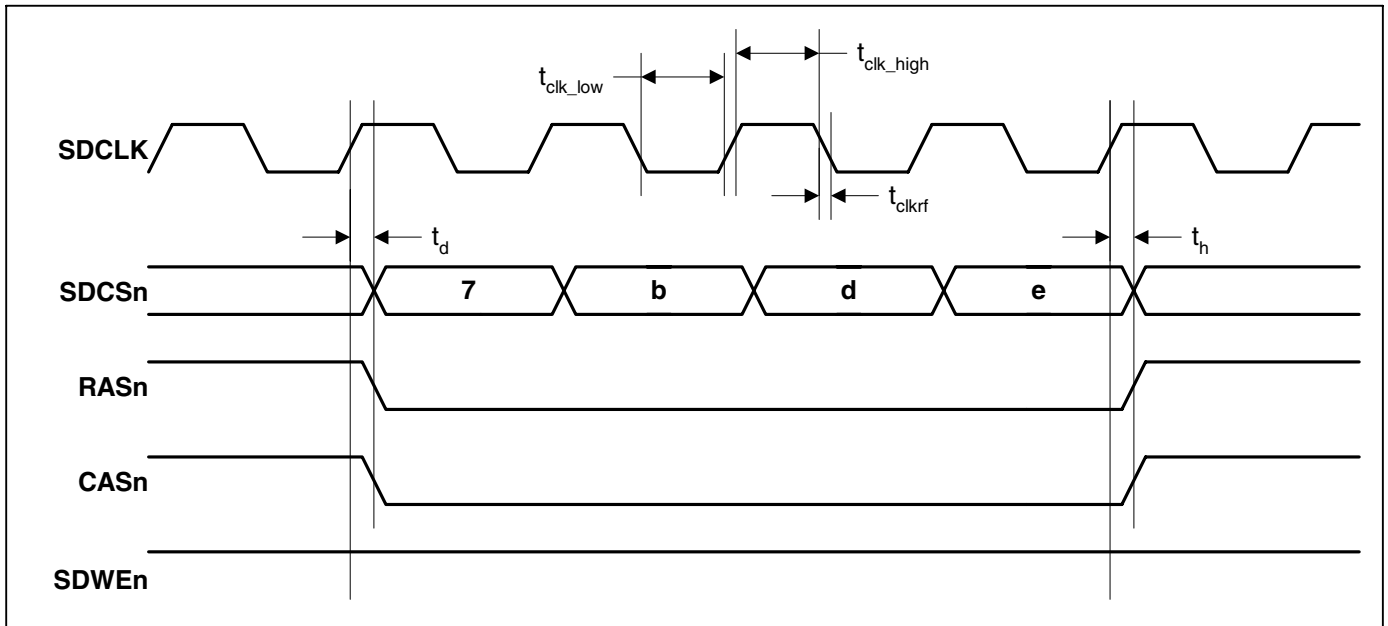 t_clk_high
t_clk_low
SDCLK
t_clkrf
t_d
t_h
SDCSn
7
b
d
e
RASn
CASn
SDWEn